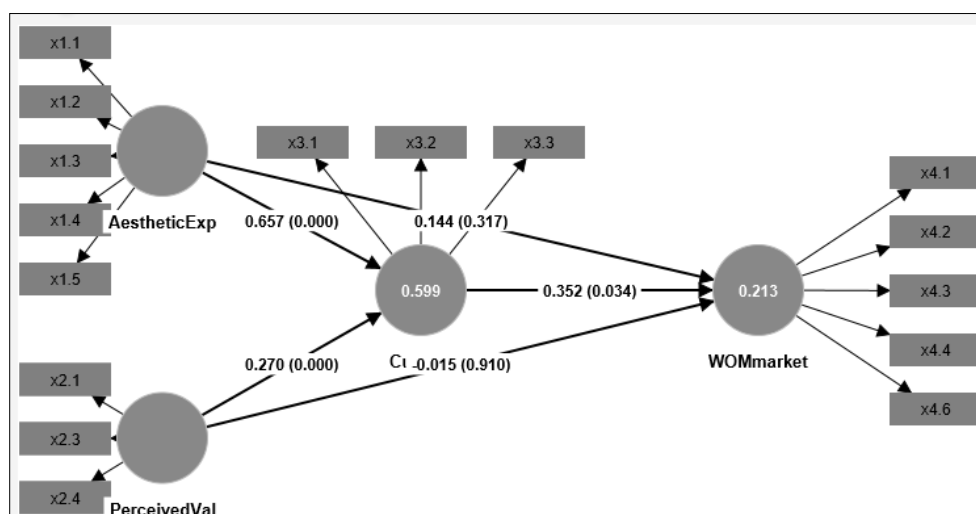 x1.1
x1.2
x1.3
x1.4
x1.5
AestheticExp
x3.1
x3.2
x3.3
0.657 (0.000)
0.144 (0.317)
0.599
0.352 (0.034)
0.213
0.270 (0.000)
-0.015 (0.910)
WOMmarket
x4.1
x4.2
x4.3
x4.4
x4.6
x2.1
x2.3
x2.4
PerceivedVal